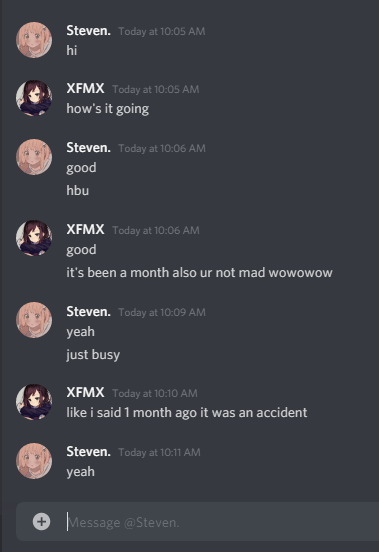 Steven. Today at 10:05 AM
hi
XFMX Today at 10:05 AM
how's it going
Steven. Today at 10:06 AM
good
hbu
XFMX Today at 10:06 AM
good
it's been a month also ur not mad wowowow
Steven. Today at 10:09 AM
yeah
just busy
XFMX Today at 10:10 AM
like i said 1 month ago it was an accident
Steven. Today at 10:11 AM
yeah
Message @Steven.